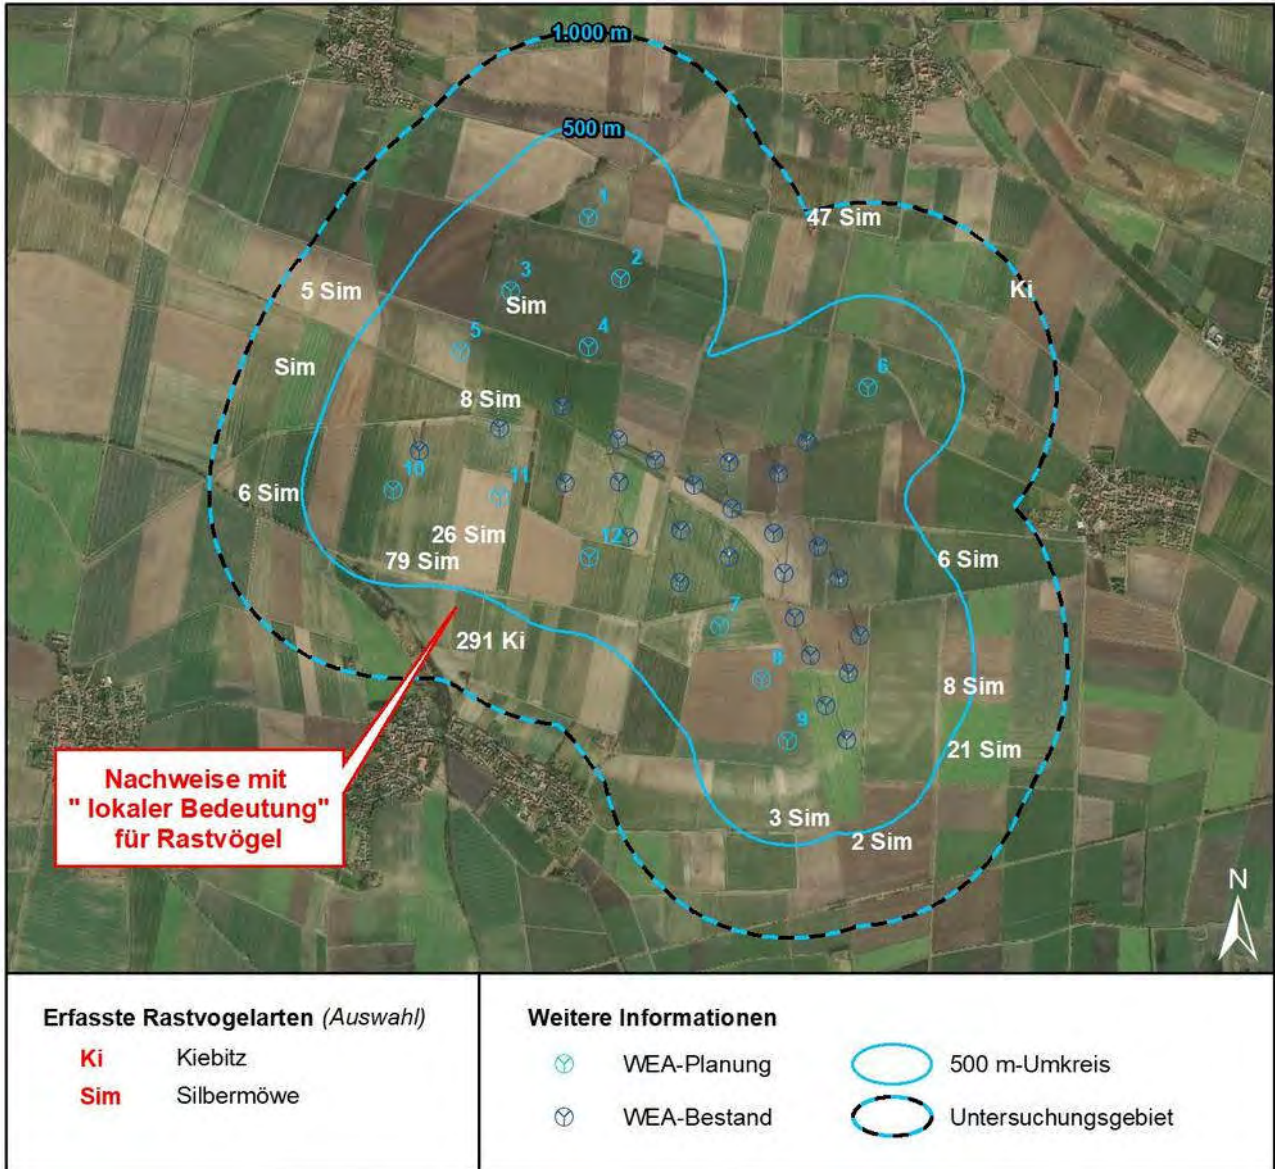 1.000 m
500 m
1
47 Sim
2
3
Ki
5 Sim
Sim
4
5
Sim
6
8 Sim
10
11
6 Sim
26 Sim
12
79 Sim
6 Sim
7
291 Ki
8
8 Sim
9
21 Sim
Nachweise mit
" lokaler Bedeutung"
für Rastvögel
3 Sim
2 Sim
N
Erfasste Rastvogelarten (Auswahl)
Ki Kiebitz
Sim Silbermöwe
Weitere Informationen
WEA-Planung
500 m-Umkreis
WEA-Bestand
Untersuchungsgebiet